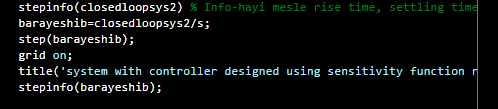 stepinfo(closedloopsys2) % Info-hayi mesle rise time, settling time
barayeshib=closedloopsys2/s;
step(barayeshib);
grid on;
title('system with controller designed using sensitivity function r
stepinfo(barayeshib);